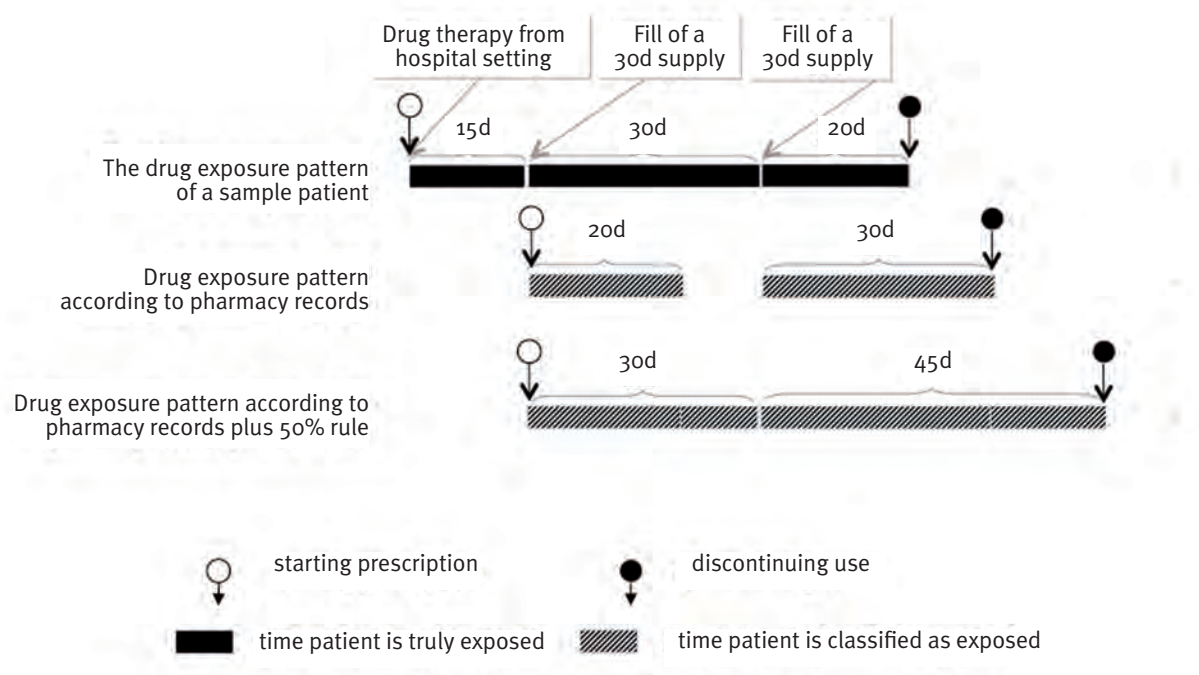 Drug therapy from
hospital setting
Fill of a
30d supply
Fill of a
30d supply
15d
30d
20d
The drug exposure pattern
of a sample patient
20d
30d
Drug exposure pattern
according to pharmacy records
30d
45d
Drug exposure pattern according to
pharmacy records plus 50% rule
starting prescription
discontinuing use
time patient is truly exposed
time patient is classified as exposed